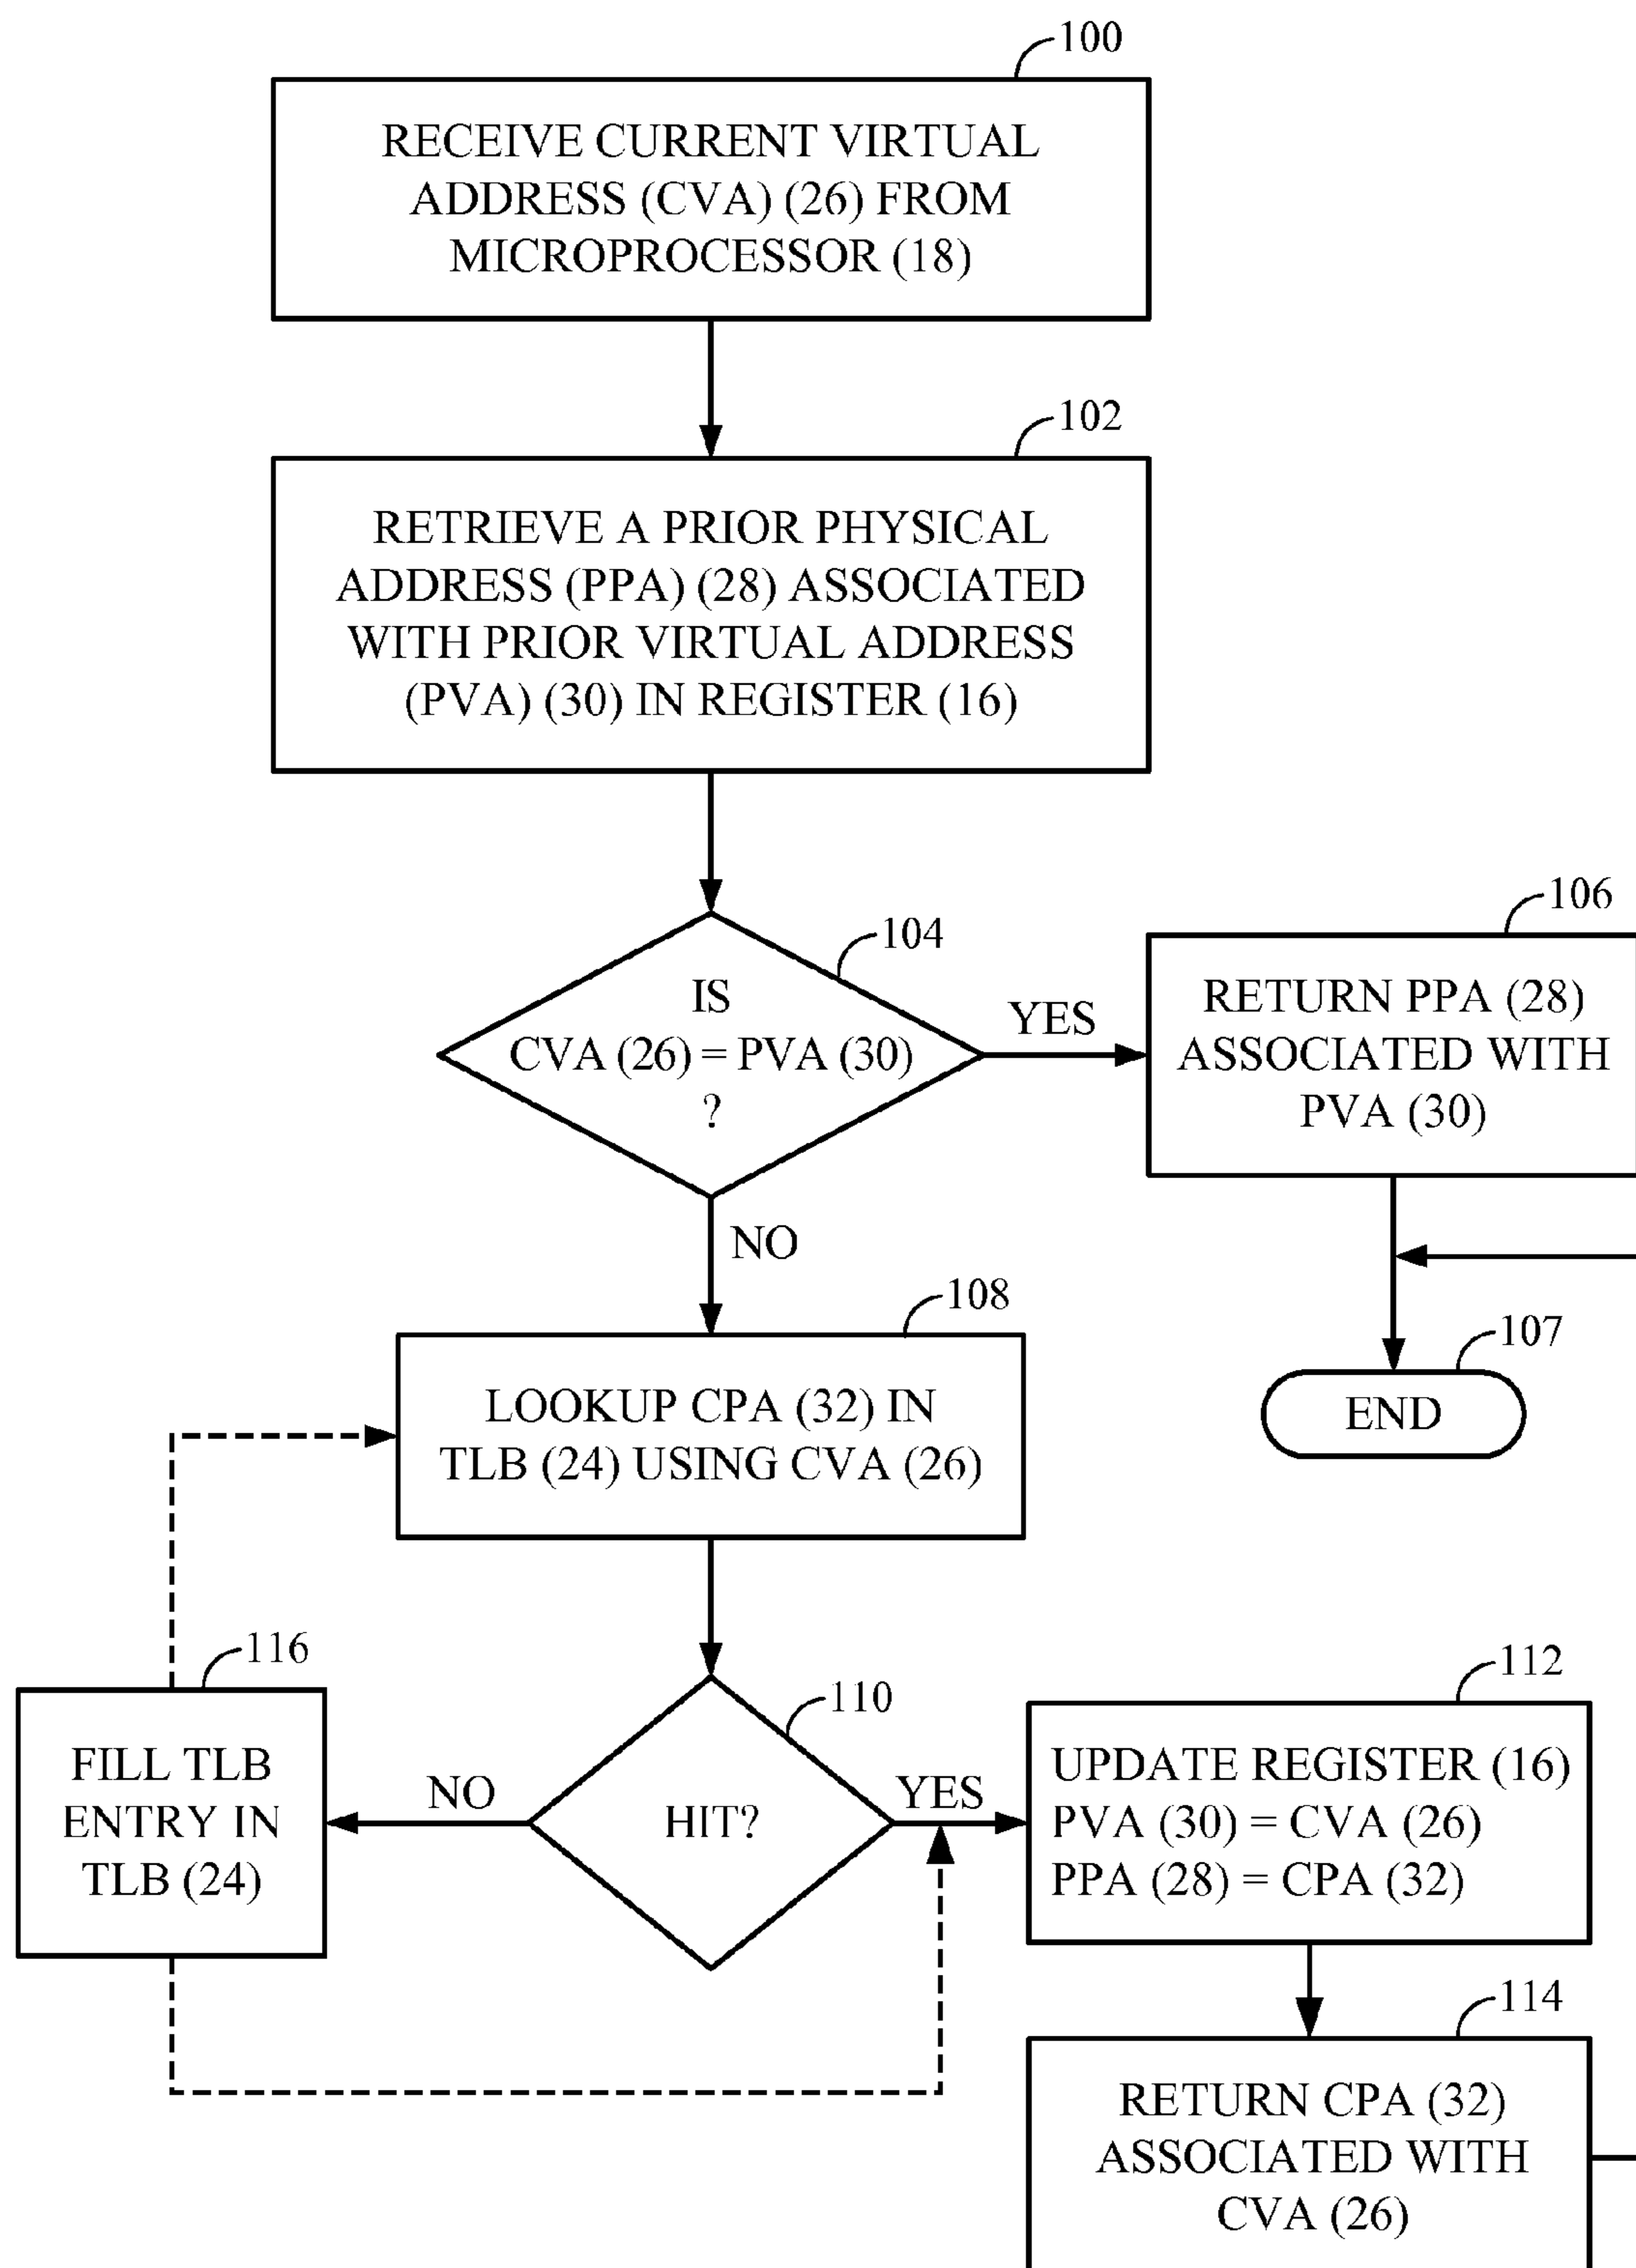 100
RECEIVE CURRENT VIRTUAL
ADDRESS (CVA) (26) FROM
MICROPROCESSOR (18)
102
RETRIEVE A PRIOR PHYSICAL
ADDRESS (PPA) (28) ASSOCIATED
WITH PRIOR VIRTUAL ADDRESS
(PVA) (30) IN REGISTER (16)
104
IS
CVA (26) = PVA (30)
?
YES
106
RETURN PPA (28)
ASSOCIATED WITH
PVA (30)
NO
107
END
108
LOOKUP CPA (32) IN
TLB (24) USING CVA (26)
110
HIT?
NO
116
FILL TLB
ENTRY IN
TLB (24)
YES
112
UPDATE REGISTER (16)
PVA (30) = CVA (26)
PPA (28) = CPA (32)
114
RETURN CPA (32)
ASSOCIATED WITH
CVA (26)